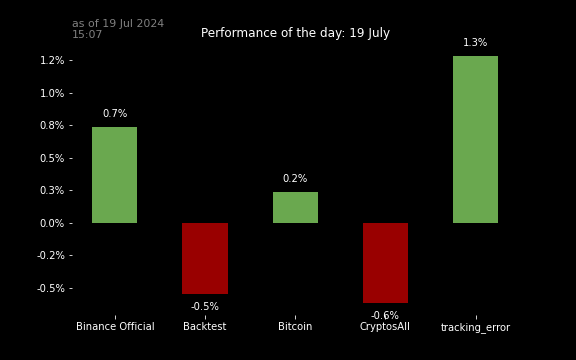 as of 19 Jul 2024
15:07
Performance of the day: 19 July
1.3%
1.2%
1.0%
0.8%
0.7%
0.5%
0.3%
0.2%
0.0%
-0.2%
-0.5%
-0.5%
-0.6%
Binance Official
Backtest
Bitcoin
CryptosAll
tracking_error